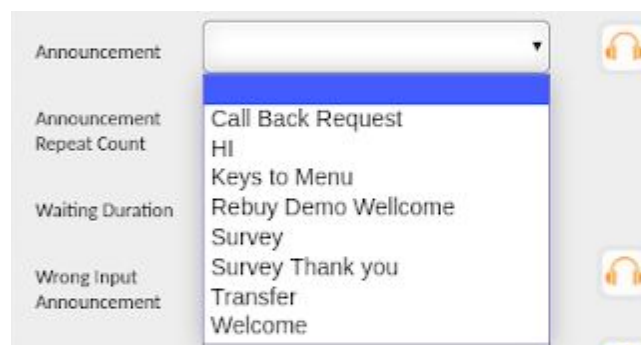 Announcement
Announcement
Repeat Count
Waiting Duration
Wrong Input
Announcement
Call Back Request
HI
Keys to Menu
Rebuy Demo Wellcome
Survey
Survey Thank you
Transfer
Welcome